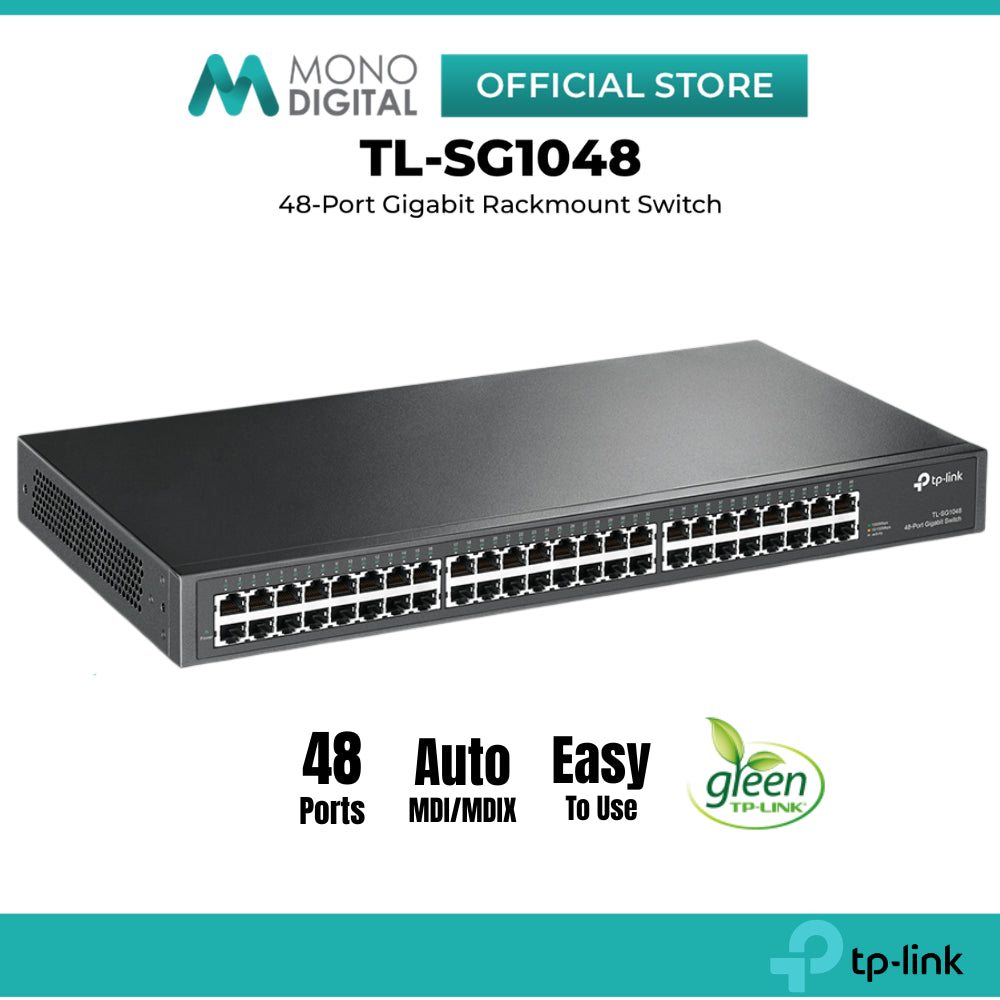 MONO
DIGITAL
OFFICIAL STORE
TL-SG1048
48-Port Gigabit Rackmount Switch
tp-link
TL-SG1048
48-Port Gigabit Switch
Power
48
Ports
Auto
MDI/MDIX
Easy
To Use
green
TP-LINK
tp-link